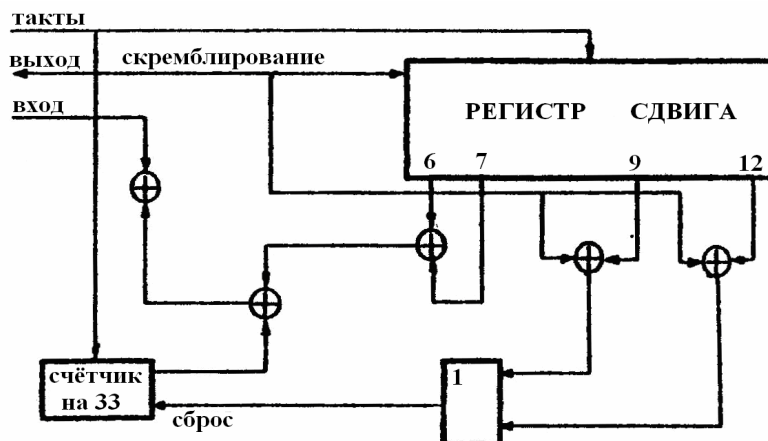 такты
выход скремблирование
вход
РЕГИСТР СДВИГА
6 7 9 12
счётчик
на 33
сброс
1